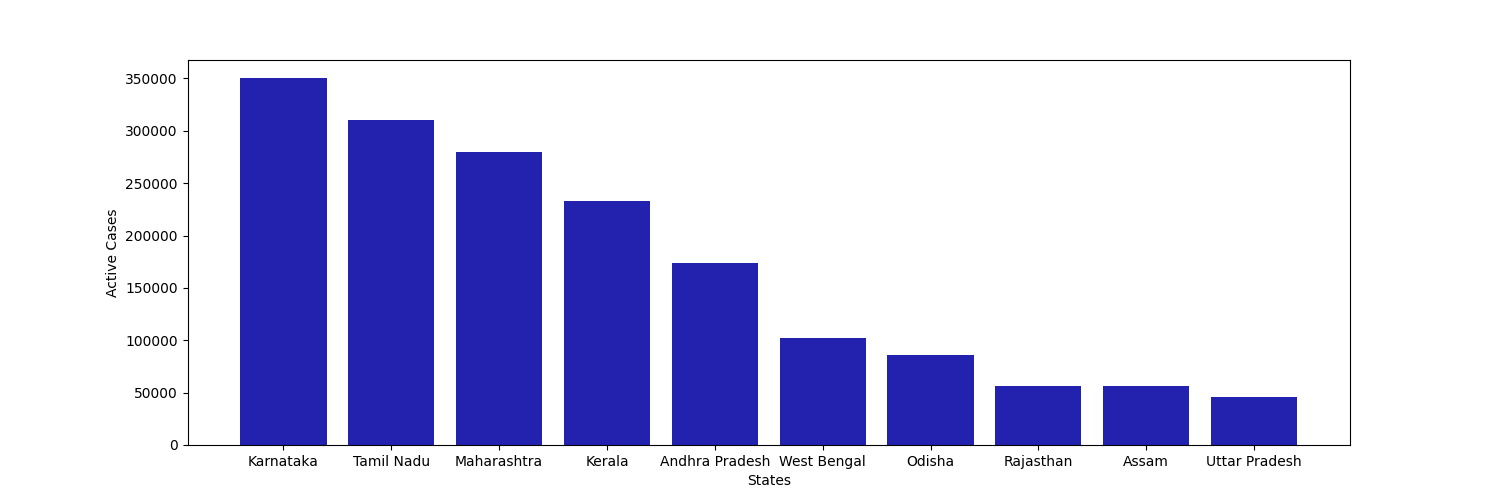 350000
300000
250000
200000
150000
100000
50000
0
Active Cases
Karnataka Tamil Nadu Maharashtra Kerala Andhra Pradesh West Bengal Odisha Rajasthan Assam Uttar Pradesh
States